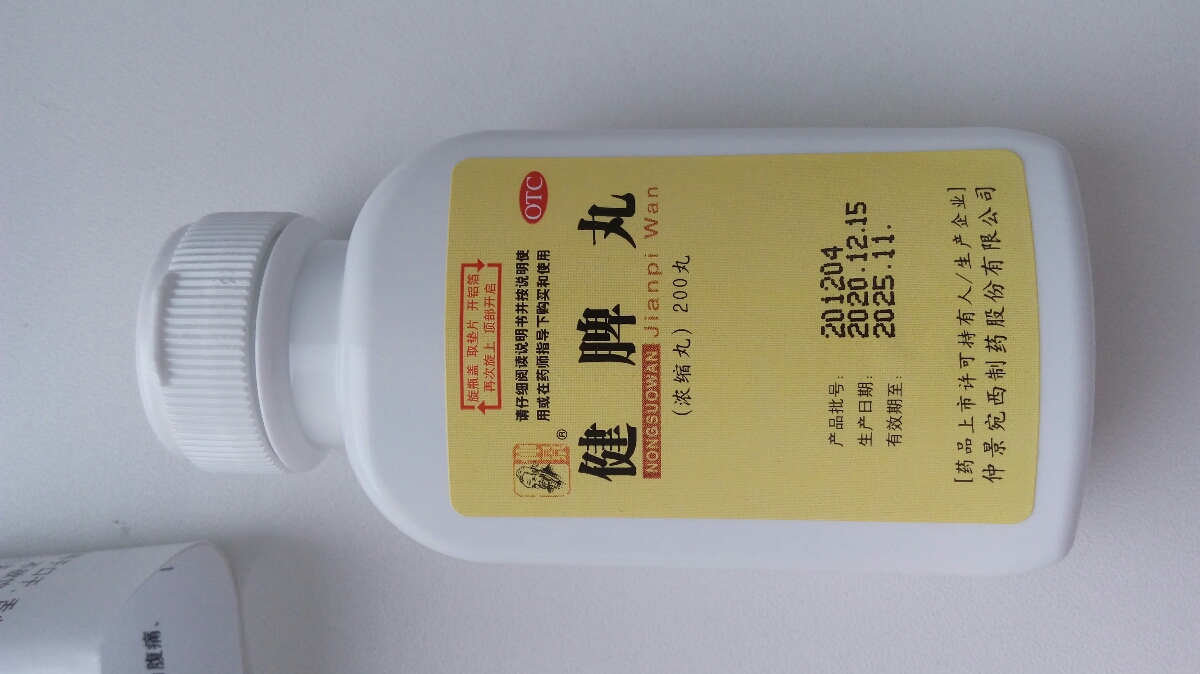 旋瓶盖 取垫片 开铝箔
再次旋上 顶部开启
请仔细阅读说明书并按说明使
用或在药师指导下购买和使用
OTC
仲景
®
健脾丸
NONGSUOWAN Jianpi Wan
(浓缩丸) 200丸
产品批号: 201204
生产日期: 2020.12.15
有效期至: 2025.11.
[药品上市许可持有人/生产企业]
仲景宛西制药股份有限公司
腹痛、